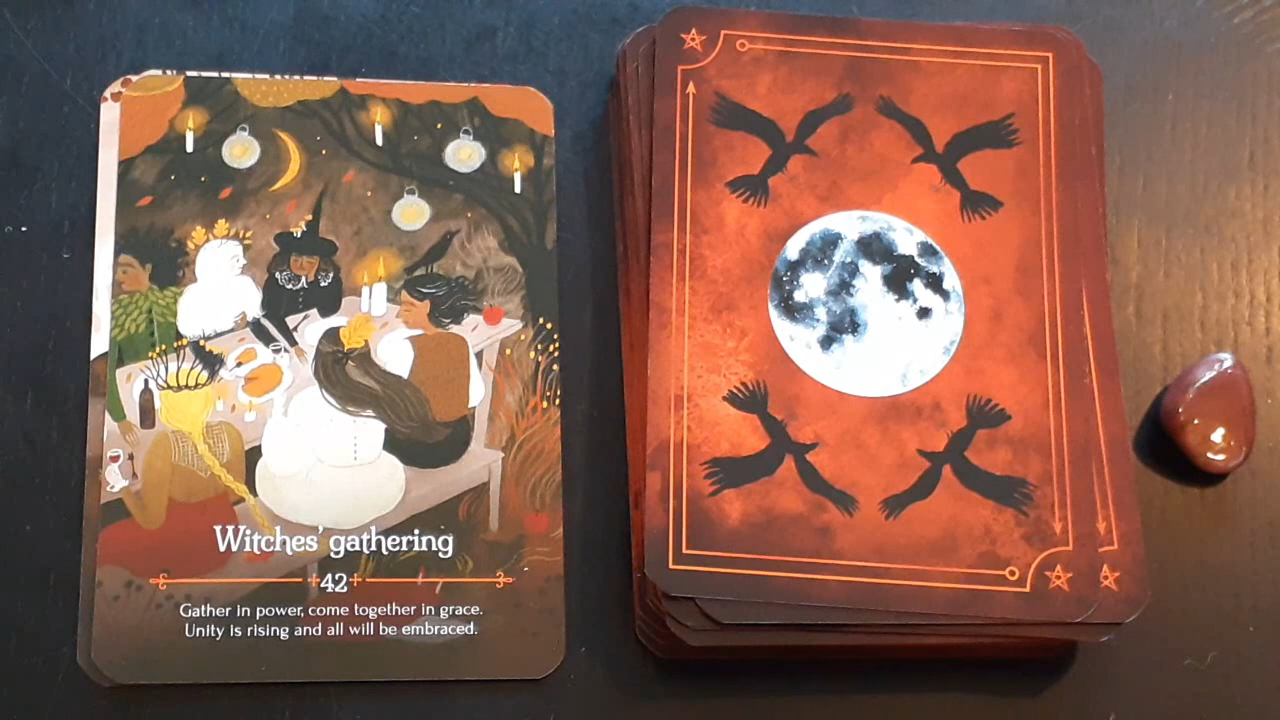 Witches' gathering
42
Gather in power, come together in grace.
Unity is rising and all will be embraced.